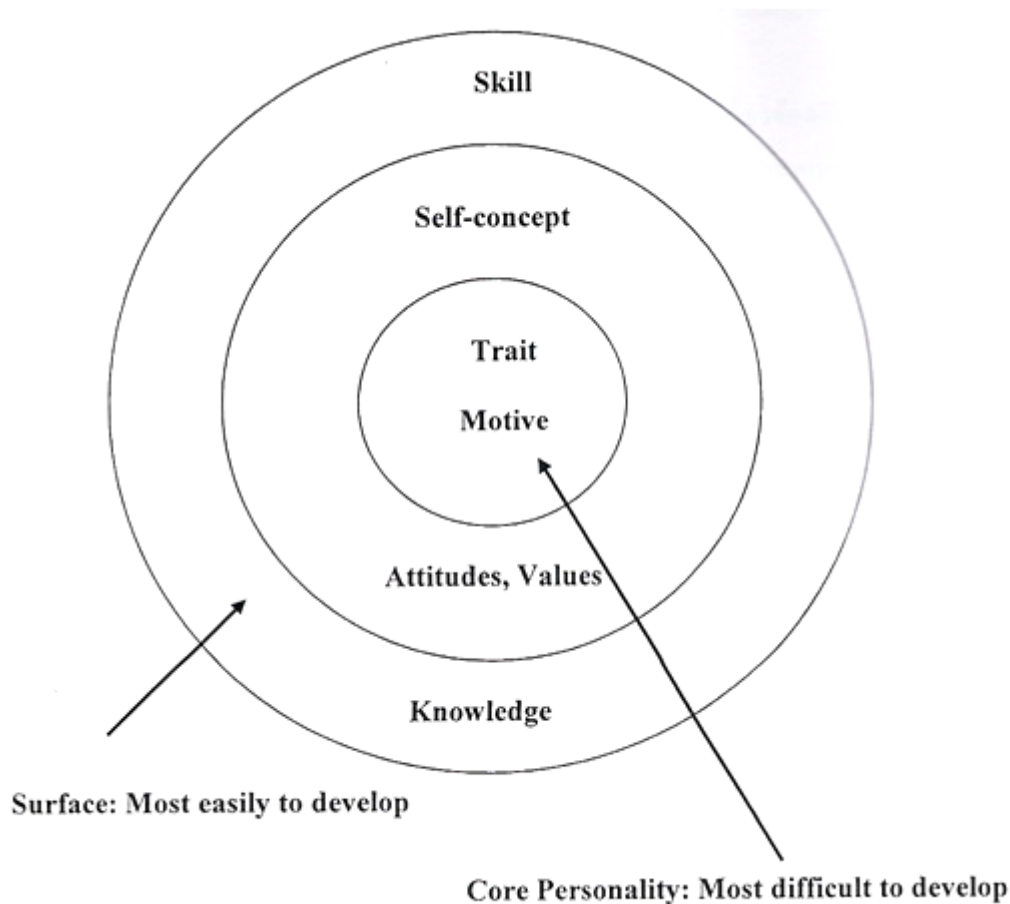 Skill
Self-concept
Trait
Motive
Attitudes, Values
Knowledge
Surface: Most easily to develop
Core Personality: Most difficult to develop